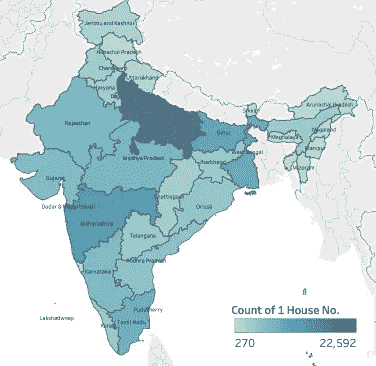 Jammu and Kashmir
Himachal Pradesh
Chandigarh
Uttarakhand
Haryana
Arunachal Pradesh
Sikkim
Rajasthan
Bihar
Nagaland
Meghalaya
Manipur
Mizoram
Gujarat
Madhya Pradesh
Jharkhand
West Bengal
Chattisgarh
Dadar & Nagar Haveli
Orissa
Maharashtra
Telangana
Andhra Pradesh
Karnataka
Puducherry
Lakshadweep
Kerala
Tamil Nadu
Count of 1 House No.
270 22,592